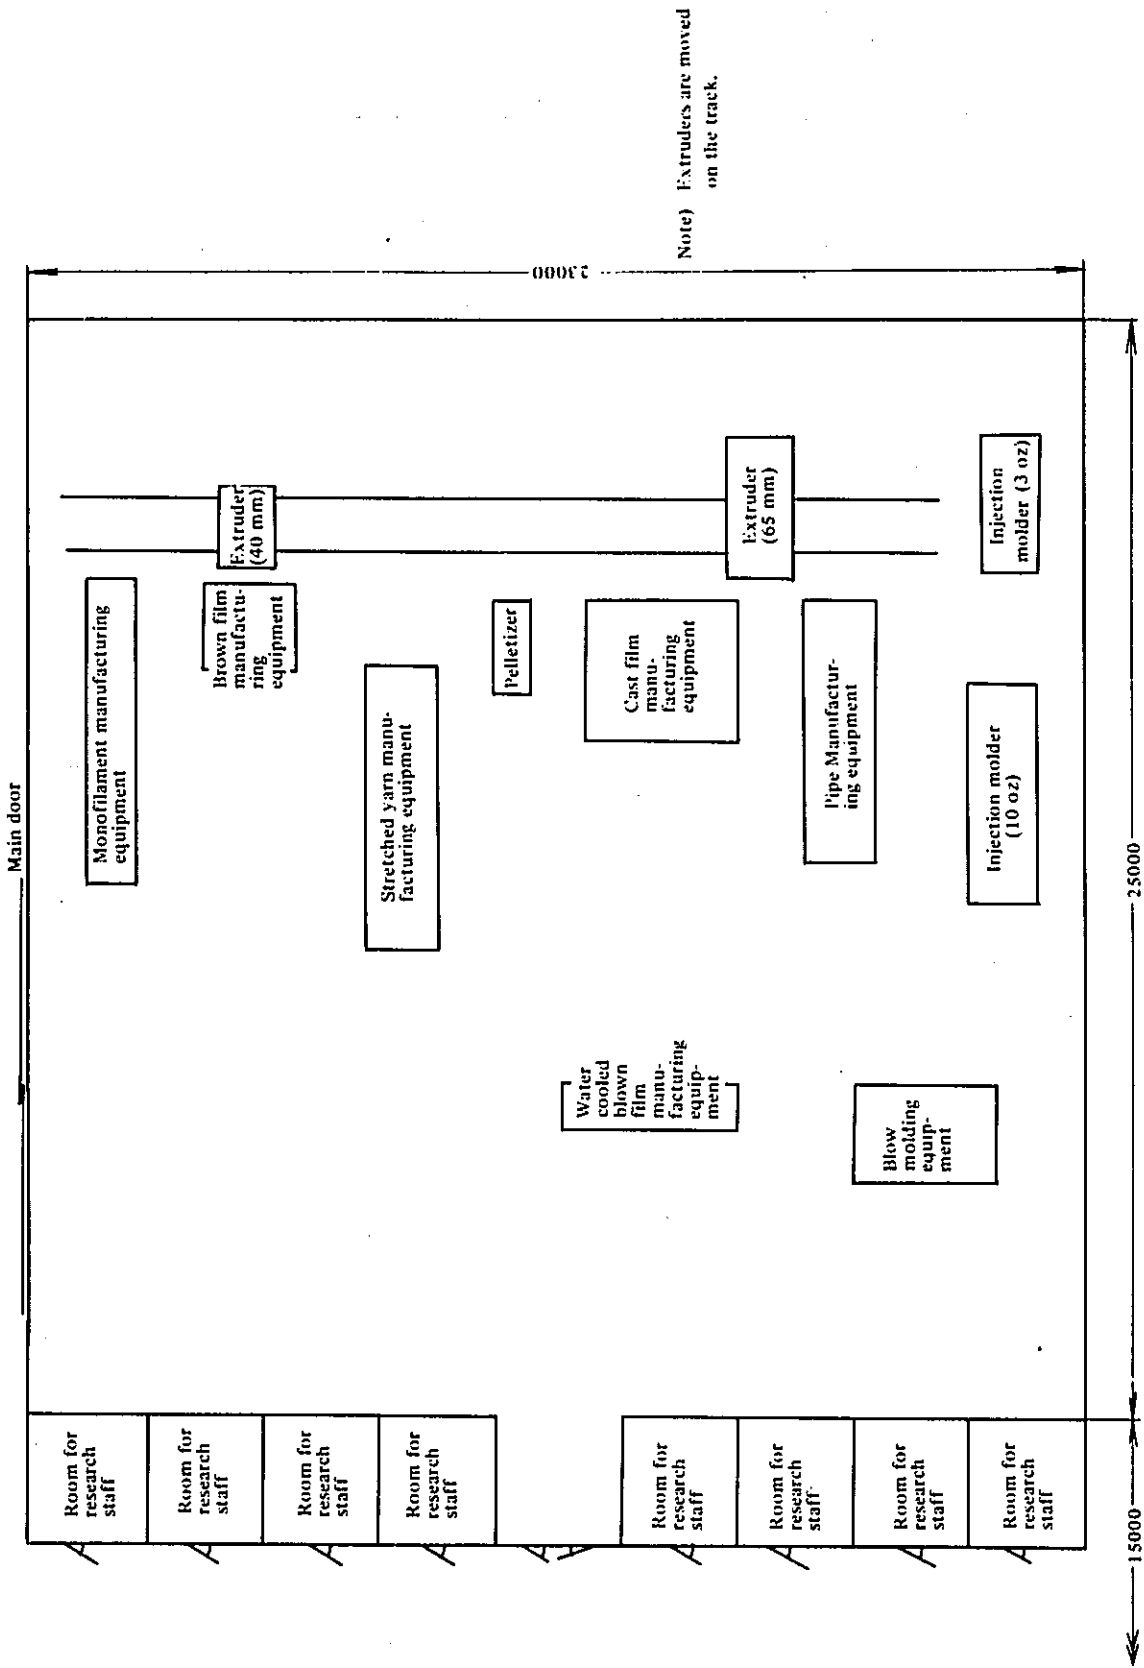 Main door
Monofilament manufacturing
equipment
Extruder
(40 mm)
Brown film
manufactu-
ring
equipment
Stretched yarn manu-
facturing equipment
Pelletizer
Cast film
manu-
facturing
equipment
Water
cooled
blown
film
manu-
facturing
equip-
ment
Extruder
(65 mm)
Pipe Manufactur-
ing equipment
Blow
molding
equip-
ment
Injection molder
(10 oz)
Injection
molder (3 oz)
Room for
research
staff
Room for
research
staff
Room for
research
staff
Room for
research
staff
Room for
research
staff
Room for
research
staff
Room for
research
staff
Room for
research
staff
23000
15000
25000
Note) Extruders are moved
on the track.